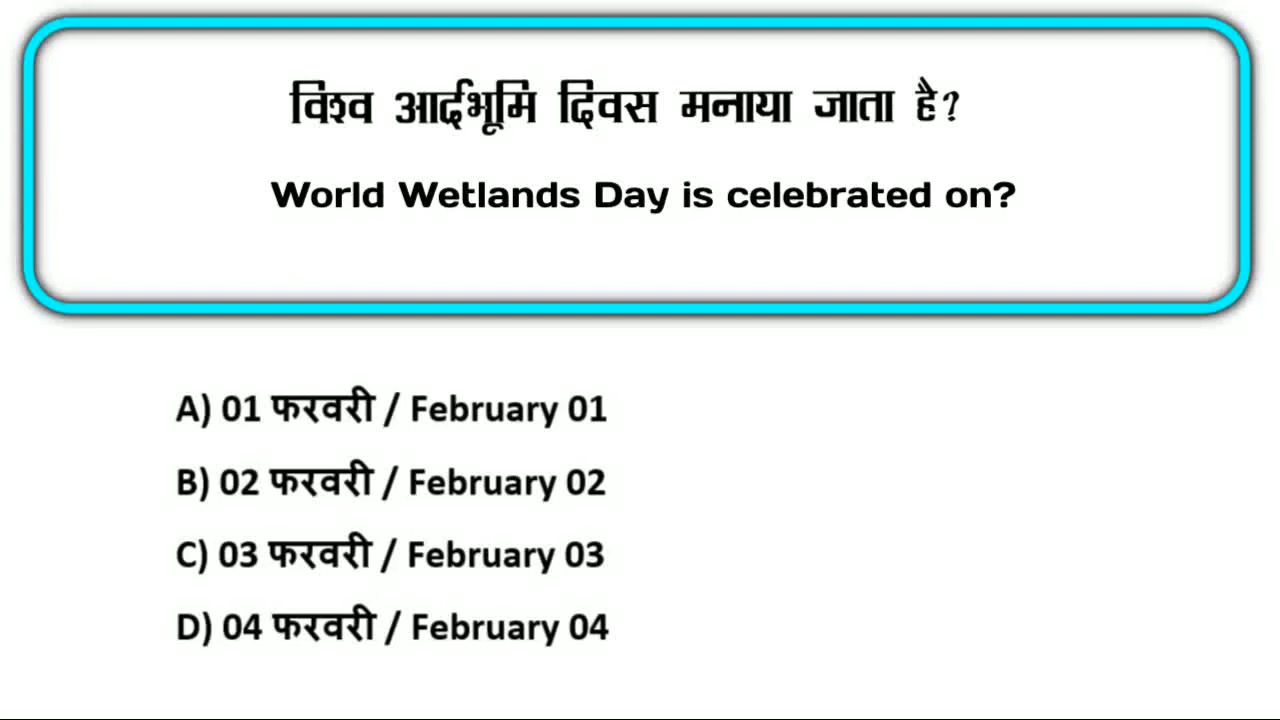 विश्व आर्दभूमि दिवस मनाया जाता है?
World Wetlands Day is celebrated on?
A) 01 फरवरी / February 01
B) 02 फरवरी / February 02
C) 03 फरवरी / February 03
D) 04 फरवरी / February 04